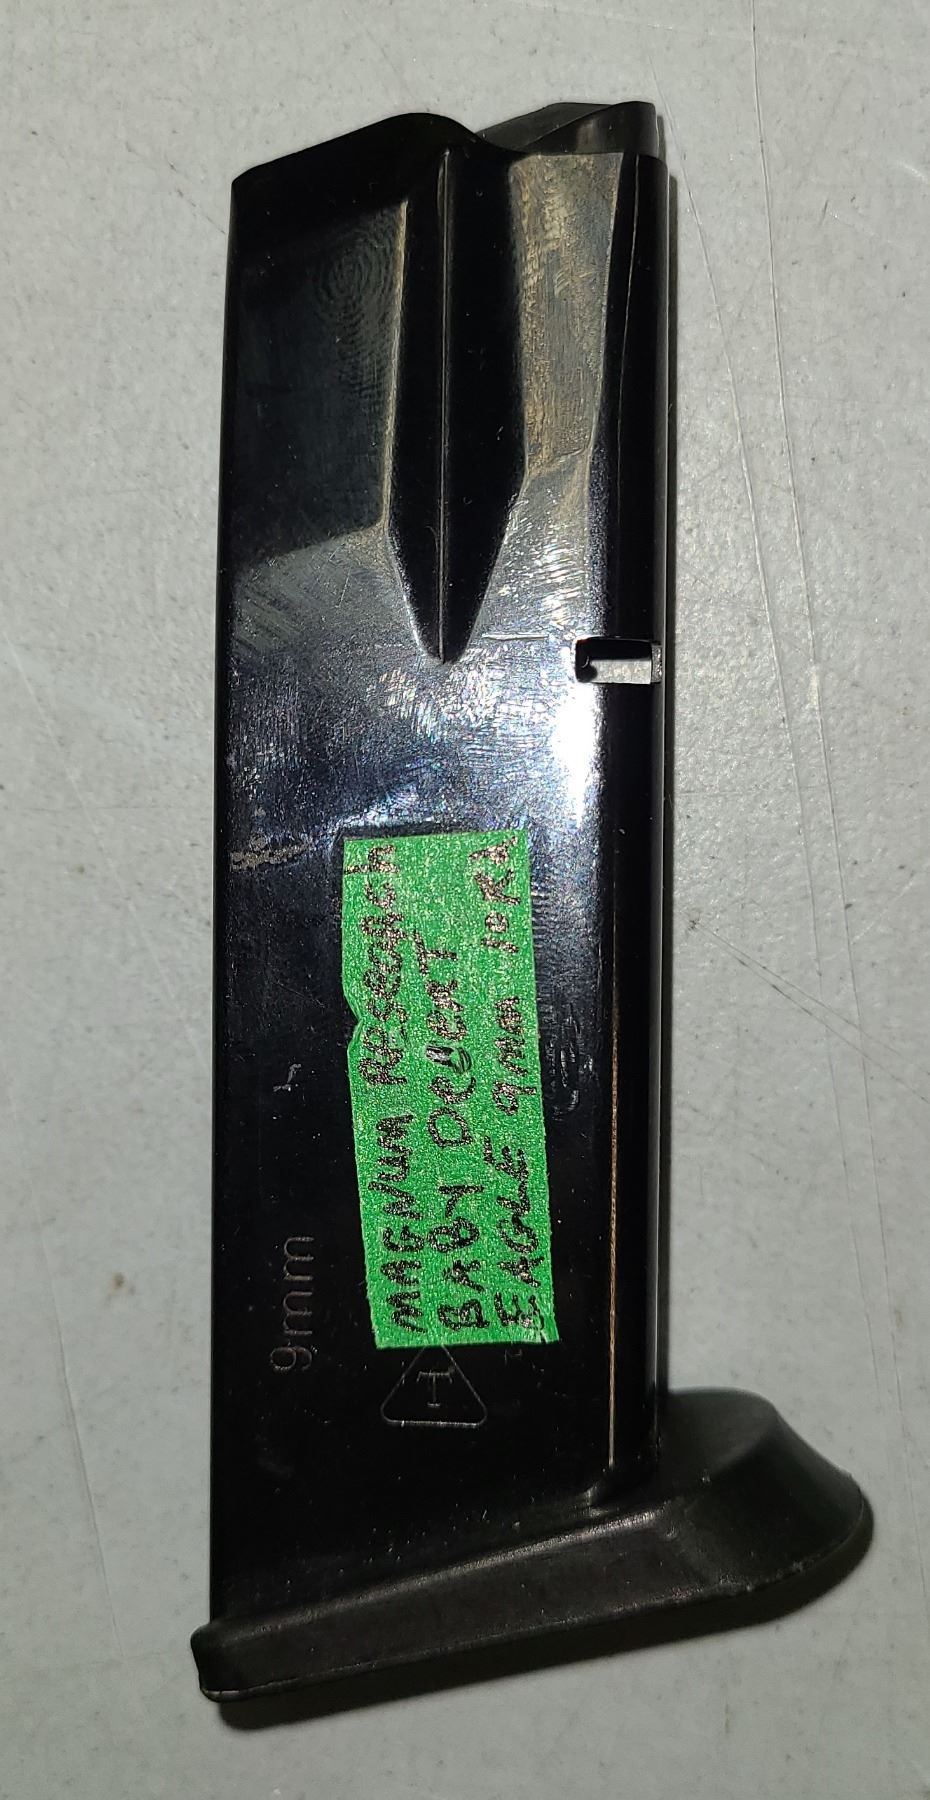 MAGNUM Research
BABY DeserT
EAGLE 9mm 10Rd
9mm
T